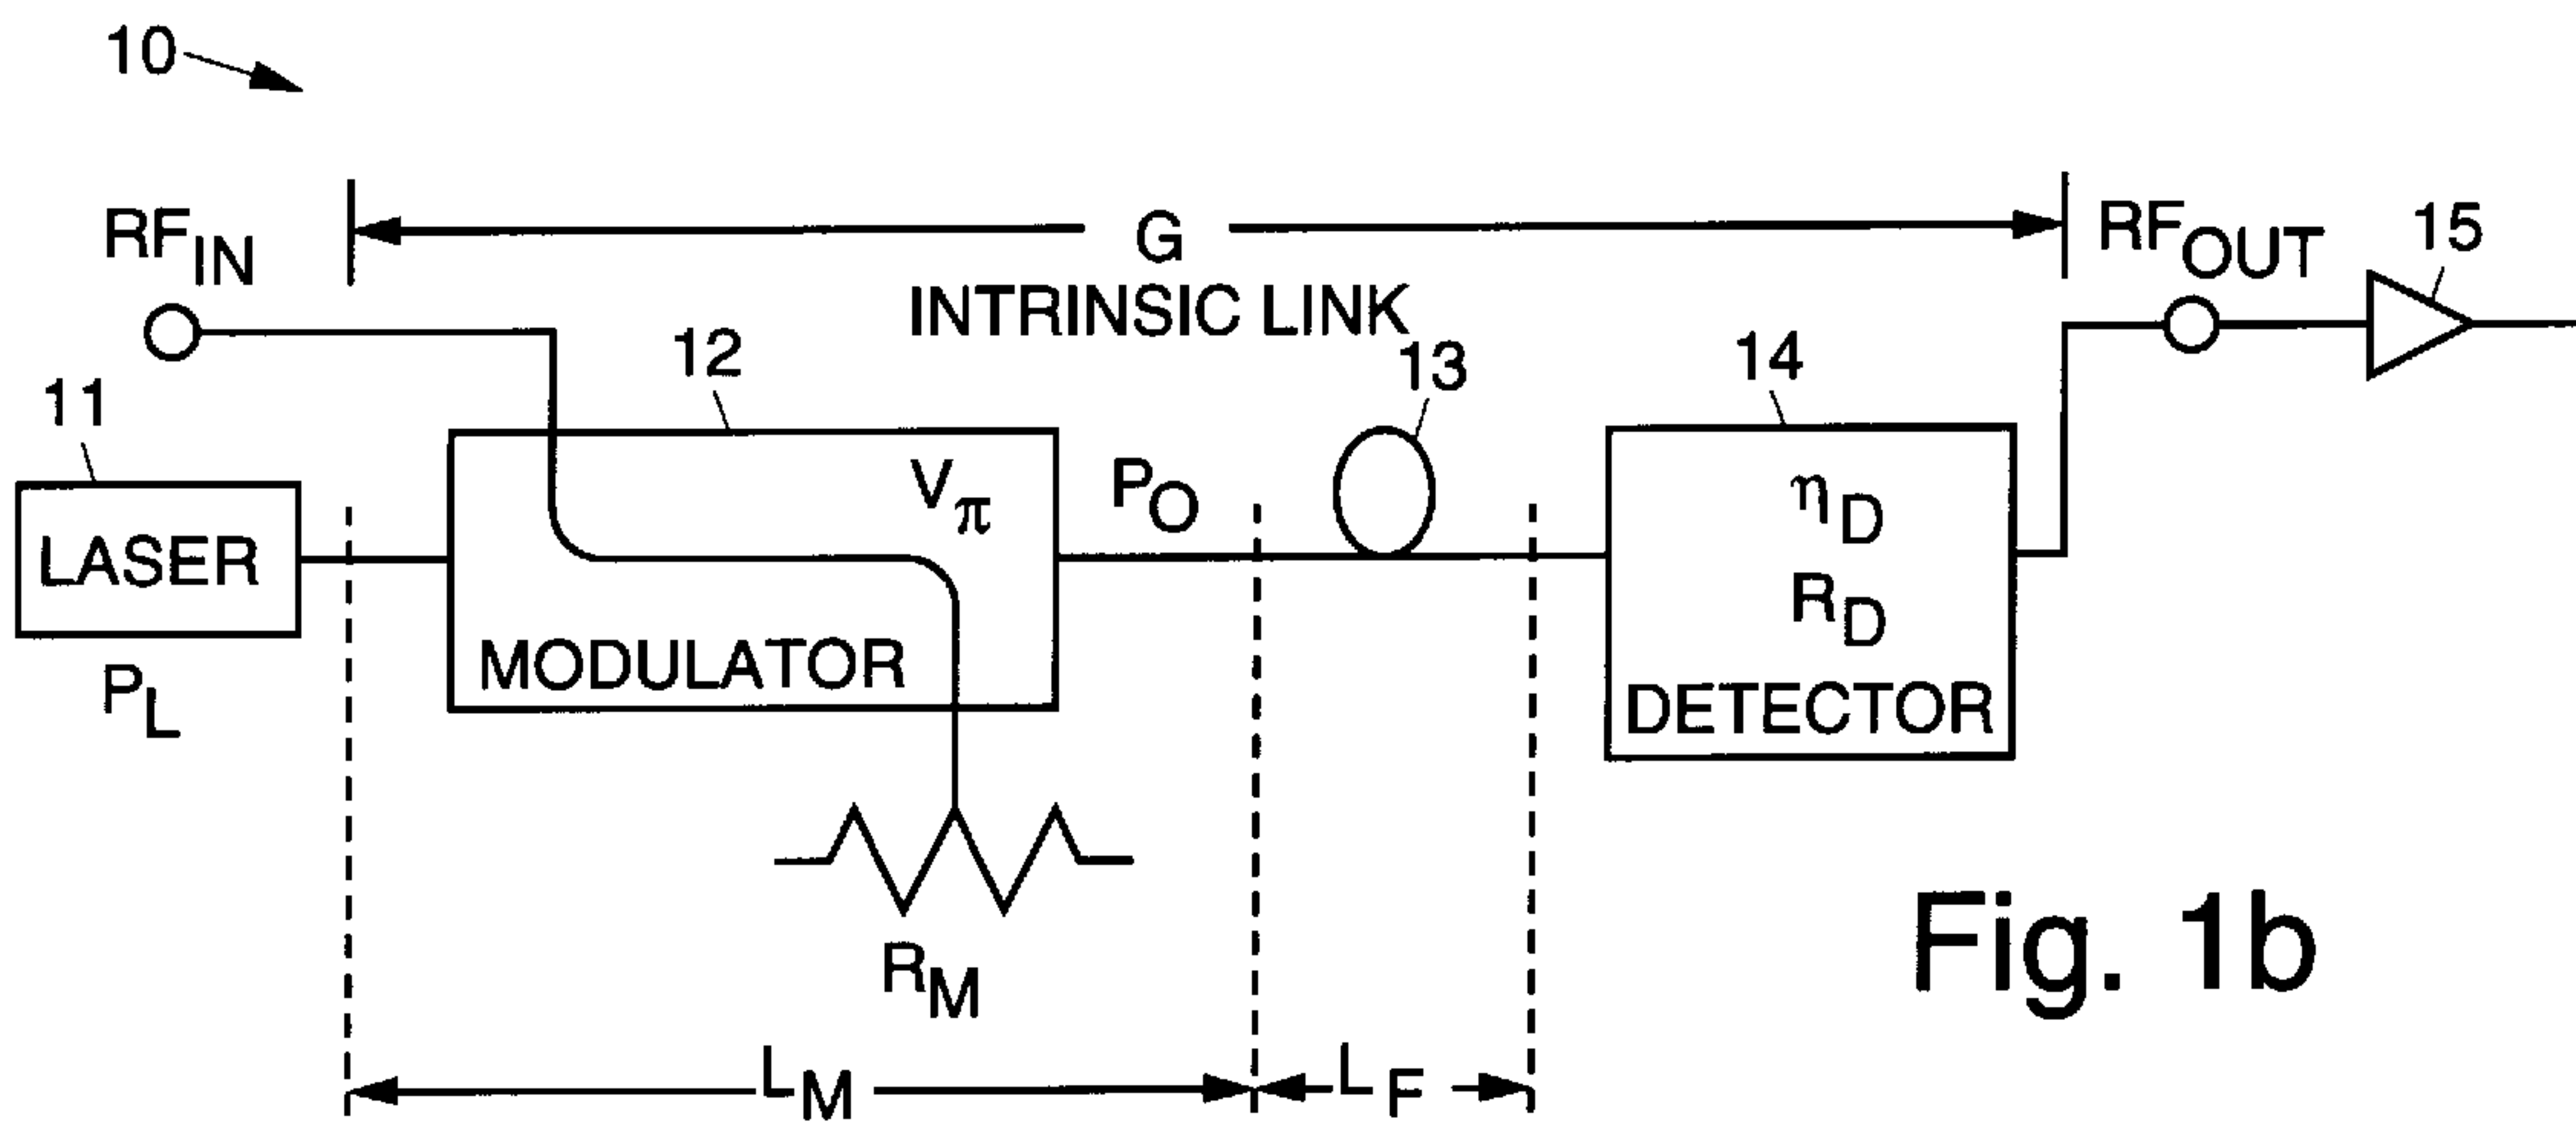 10
RF_IN
G
RF_OUT
15
INTRINSIC LINK
11
12
13
14
LASER
P_L
V_π
MODULATOR
P_O
η_D
R_D
DETECTOR
R_M
L_M
L_F
Fig. 1b